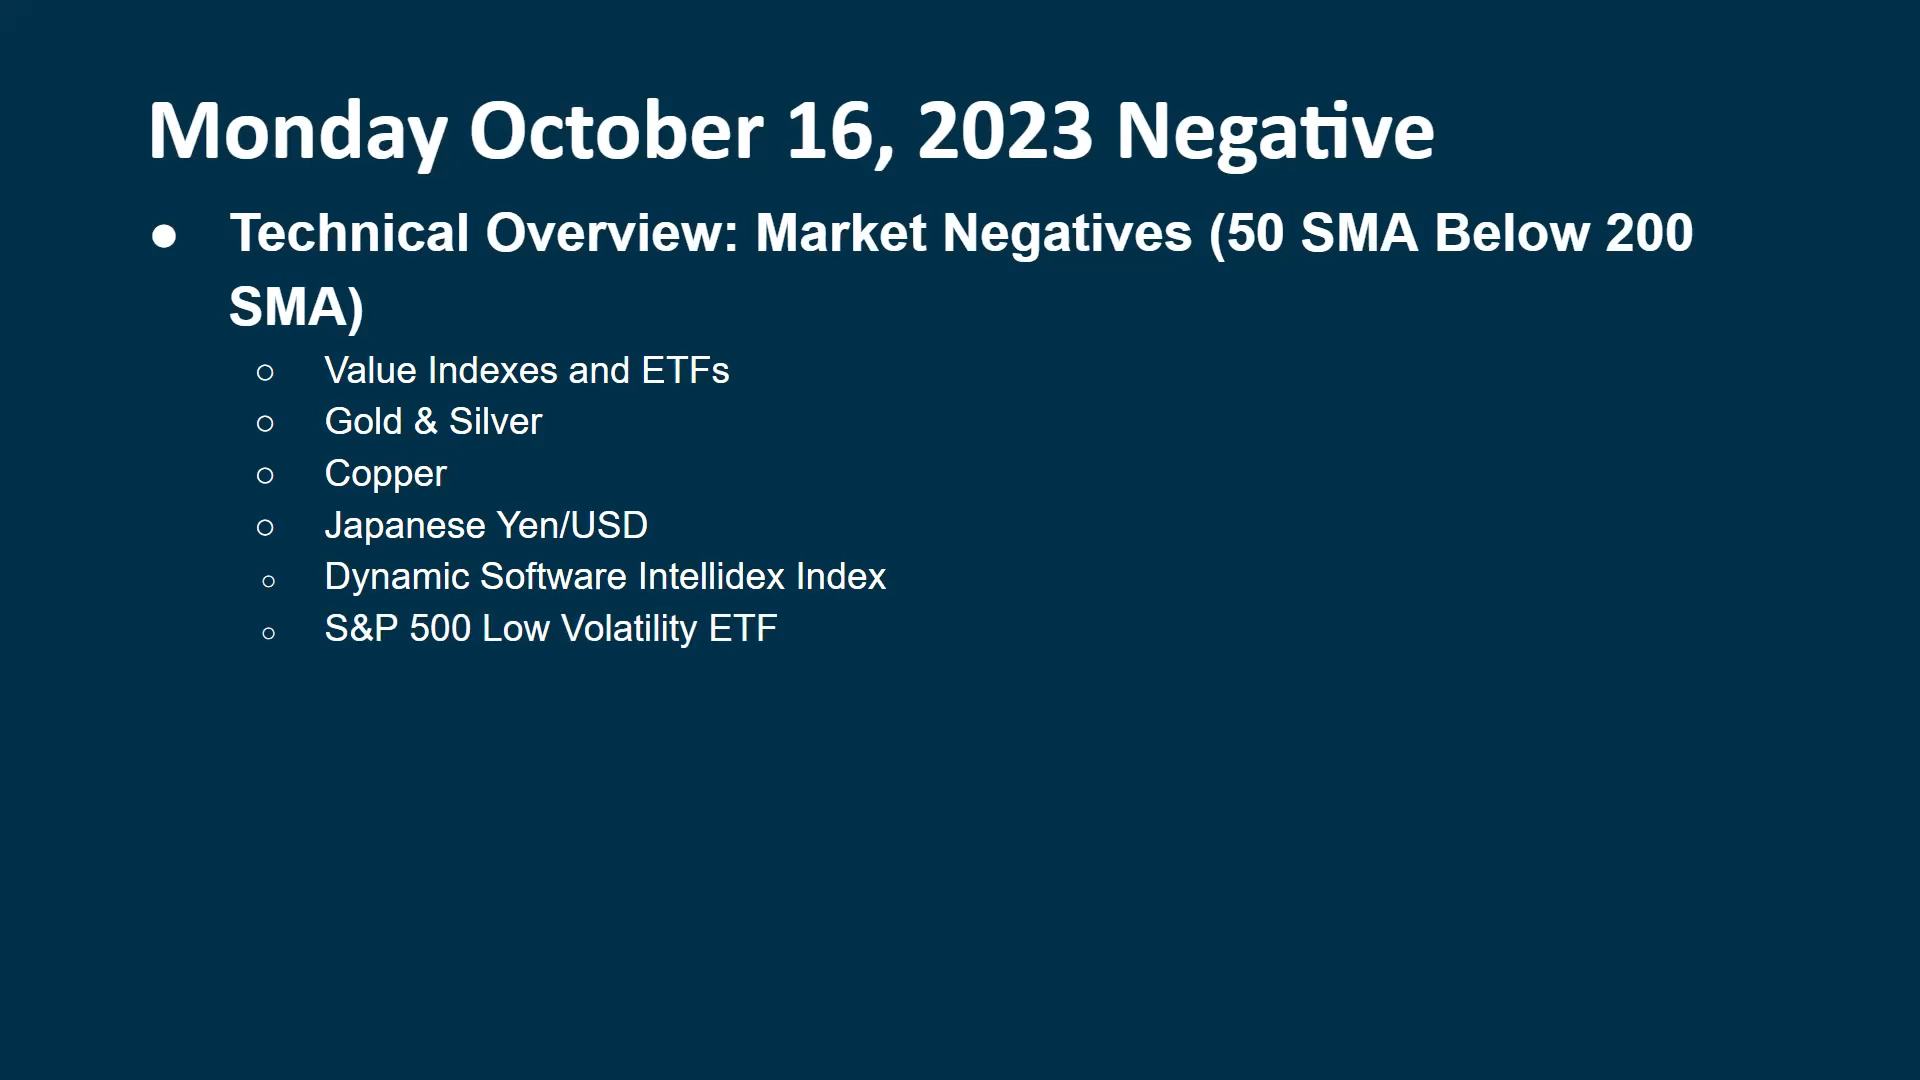 Monday October 16, 2023 Negative
● Technical Overview: Market Negatives (50 SMA Below 200
SMA)
○ Value Indexes and ETFs
○ Gold & Silver
○ Copper
○ Japanese Yen/USD
○ Dynamic Software Intellidex Index
○ S&P 500 Low Volatility ETF